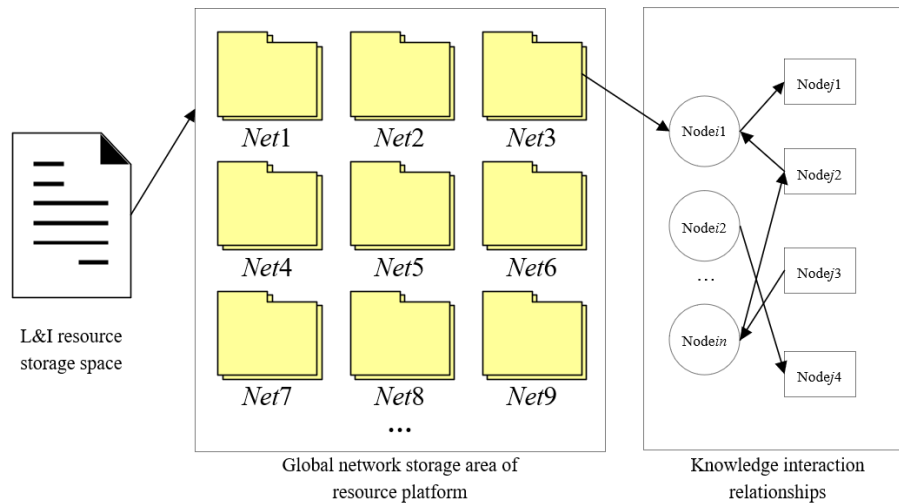 L&I resource
storage space
Net1
Net2
Net3
Net4
Net5
Net6
Net7
Net8
Net9
...
Global network storage area of
resource platform
Nodei1
Nodei2
...
Nodein
Nodej1
Nodej2
Nodej3
Nodej4
Knowledge interaction
relationships